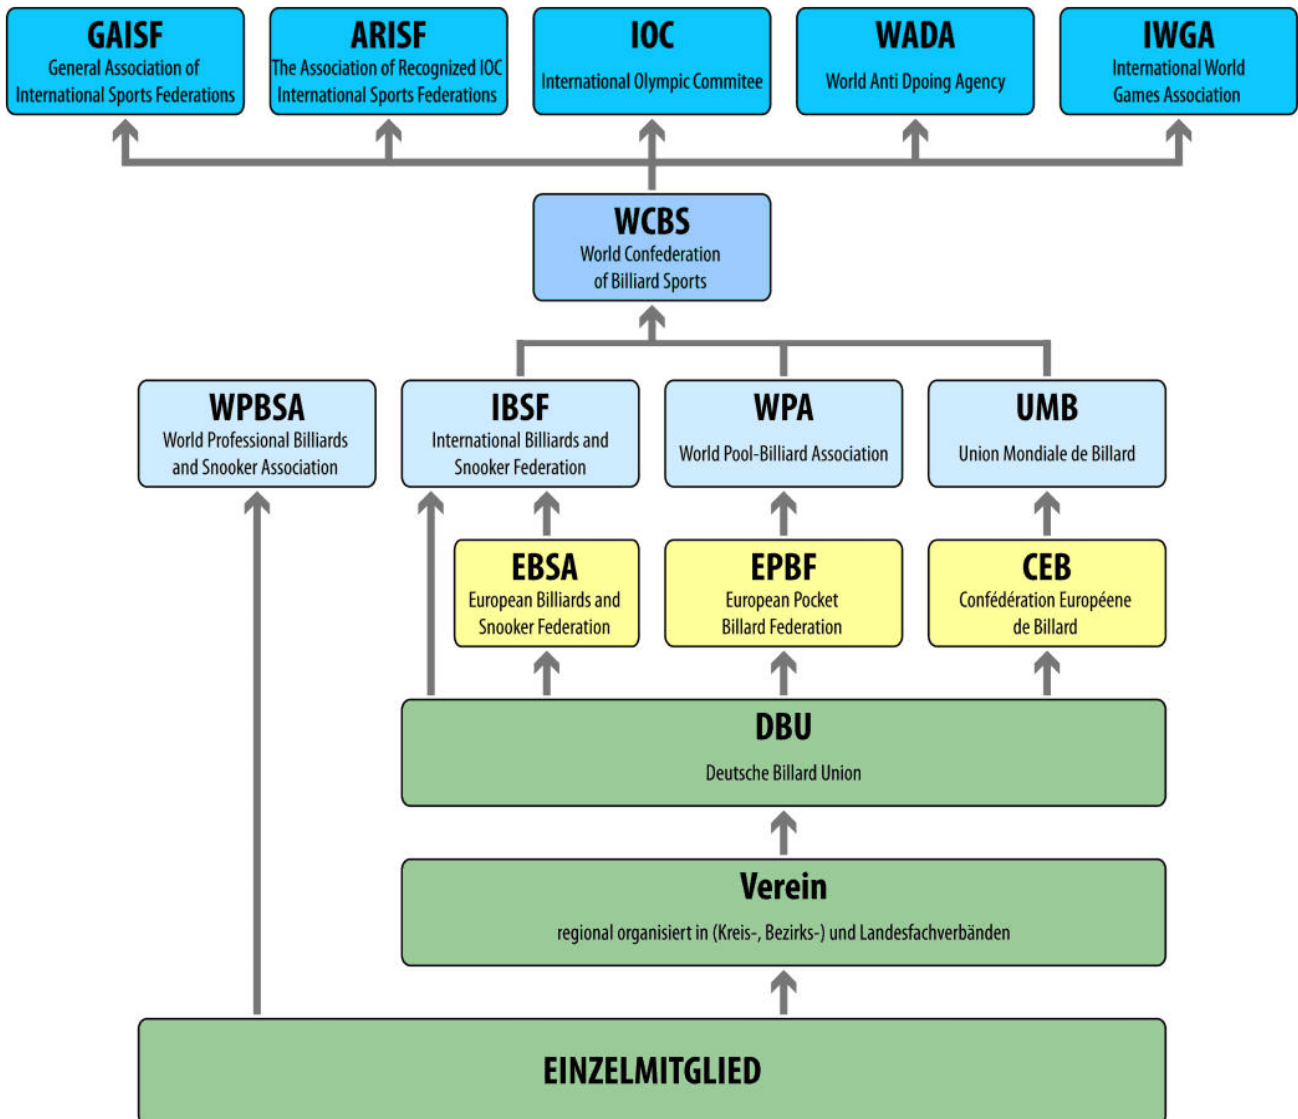 GAISF
General Association of
International Sports Federations
ARISF
The Association of Recognized IOC
International Sports Federations
IOC
International Olympic Commitee
WADA
World Anti Dpoing Agency
IWGA
International World
Games Association
WCBS
World Confederation
of Billiard Sports
WPBSA
World Professional Billiards
and Snooker Association
IBSF
International Billiards and
Snooker Federation
WPA
World Pool-Billiard Association
UMB
Union Mondiale de Billard
EBSA
European Billiards and
Snooker Federation
EPBF
European Pocket
Billard Federation
CEB
Confédération Européene
de Billard
DBU
Deutsche Billard Union
Verein
regional organisiert in (Kreis-, Bezirks-) und Landesfachverbänden
EINZELMITGLIED